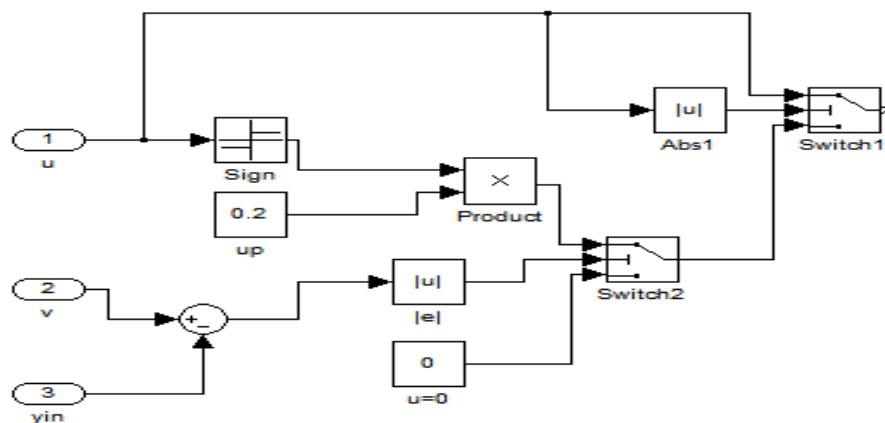 |u|
Abs1
Switch1
1
u
Sign
×
Product
0.2
up
Switch2
2
v
+
−
|u|
|e|
0
u=0
3
yin